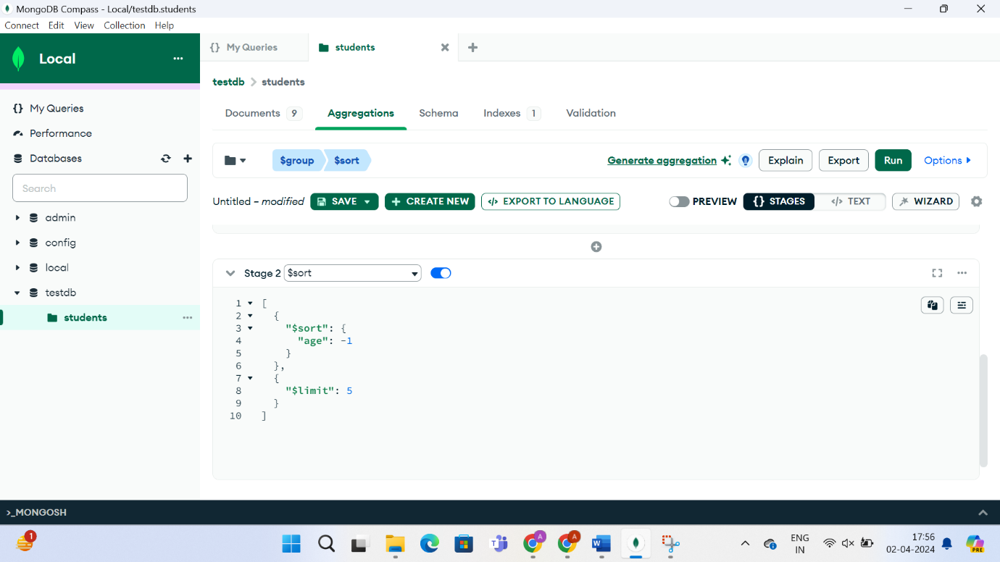 MongoDB Compass - Local/testdb.students
Connect Edit View Collection Help
Local
My Queries
Performance
Databases
Search
admin
config
local
testdb
students
{} My Queries
students
testdb > students
Documents 9 Aggregations Schema Indexes 1 Validation
$group $sort Generate aggregation Explain Export Run Options
Untitled – modified SAVE + CREATE NEW </> EXPORT TO LANGUAGE PREVIEW {} STAGES </> TEXT WIZARD
Stage 2 $sort
1 [
2 {
3 "$sort": {
4 "age": -1
5 }
6 },
7 {
8 "$limit": 5
9 }
10 ]
>_MONGOSH
1
A
A
W
T
ENG
IN
17:56
02-04-2024
PRE